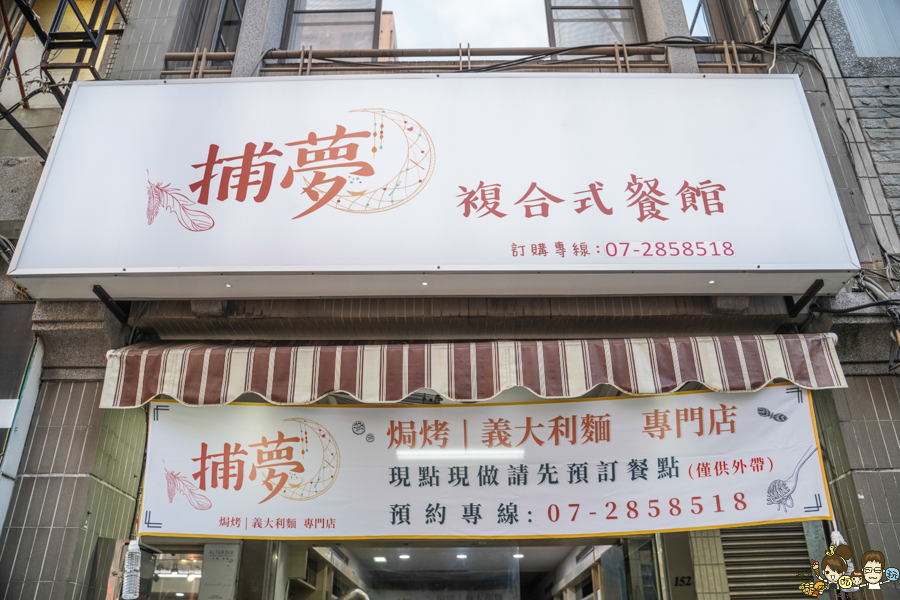 捕夢
複合式餐館
訂購專線:07-2858518
捕夢
焗烤|義大利麵 專門店
焗烤|義大利麵 專門店
現點現做請先預訂餐點(僅供外帶)
預約專線:07-2858518
152